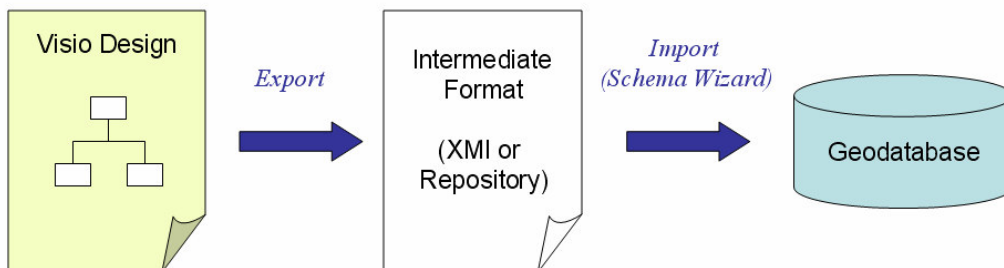 Visio Design
Export
Intermediate
Format
(XMI or
Repository)
Import
(Schema Wizard)
Geodatabase